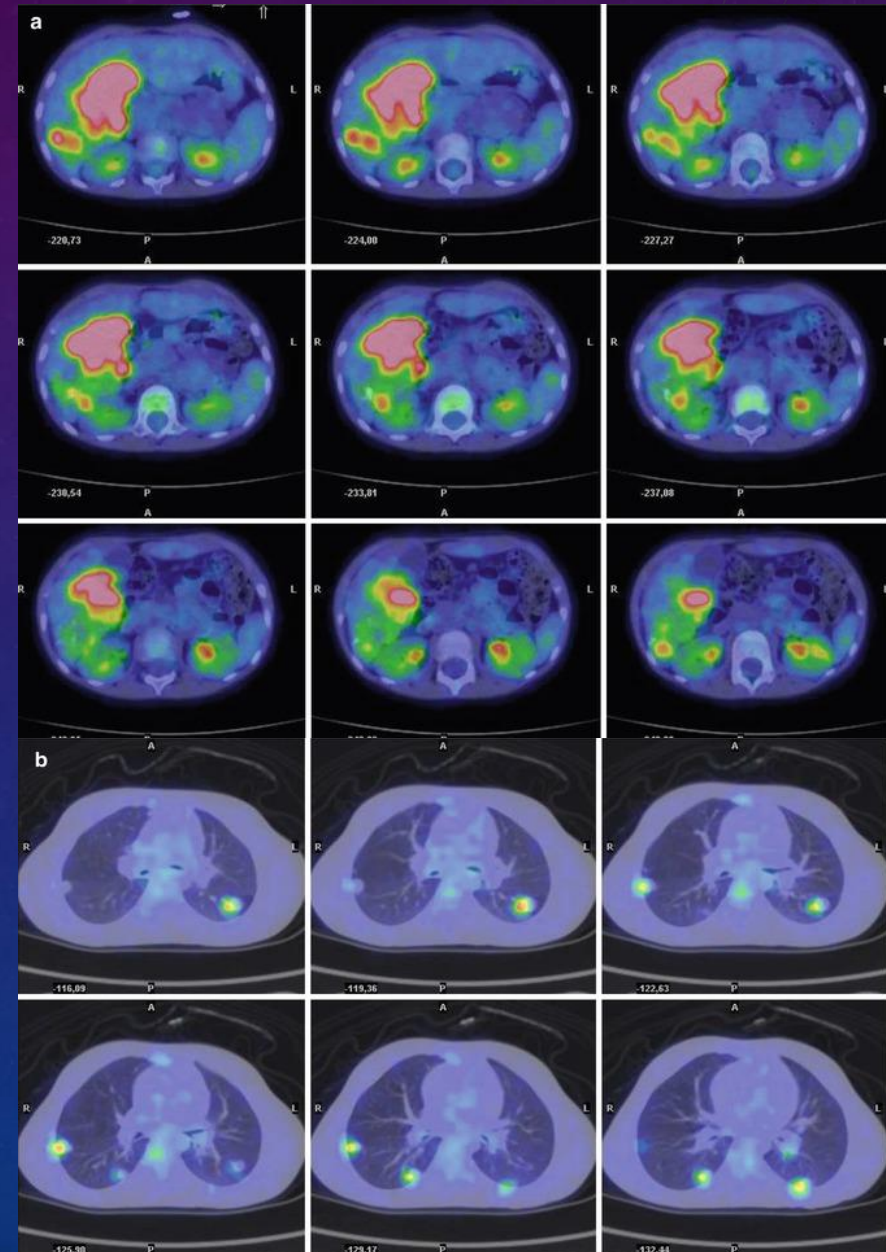 a
R L
-220,73 P
A
-224,00 P
A
R L
-227,27 P
A
R L
-230,54 P
A
-233,81 P
A
R L
-237,08 P
A
R L
R L
b
A
R L
-116,09 P
A
-119,36 P
A
R L
-122,63 P
A
R L
-125,90 P
A
-129,17 P
A
R L
-132,44 P